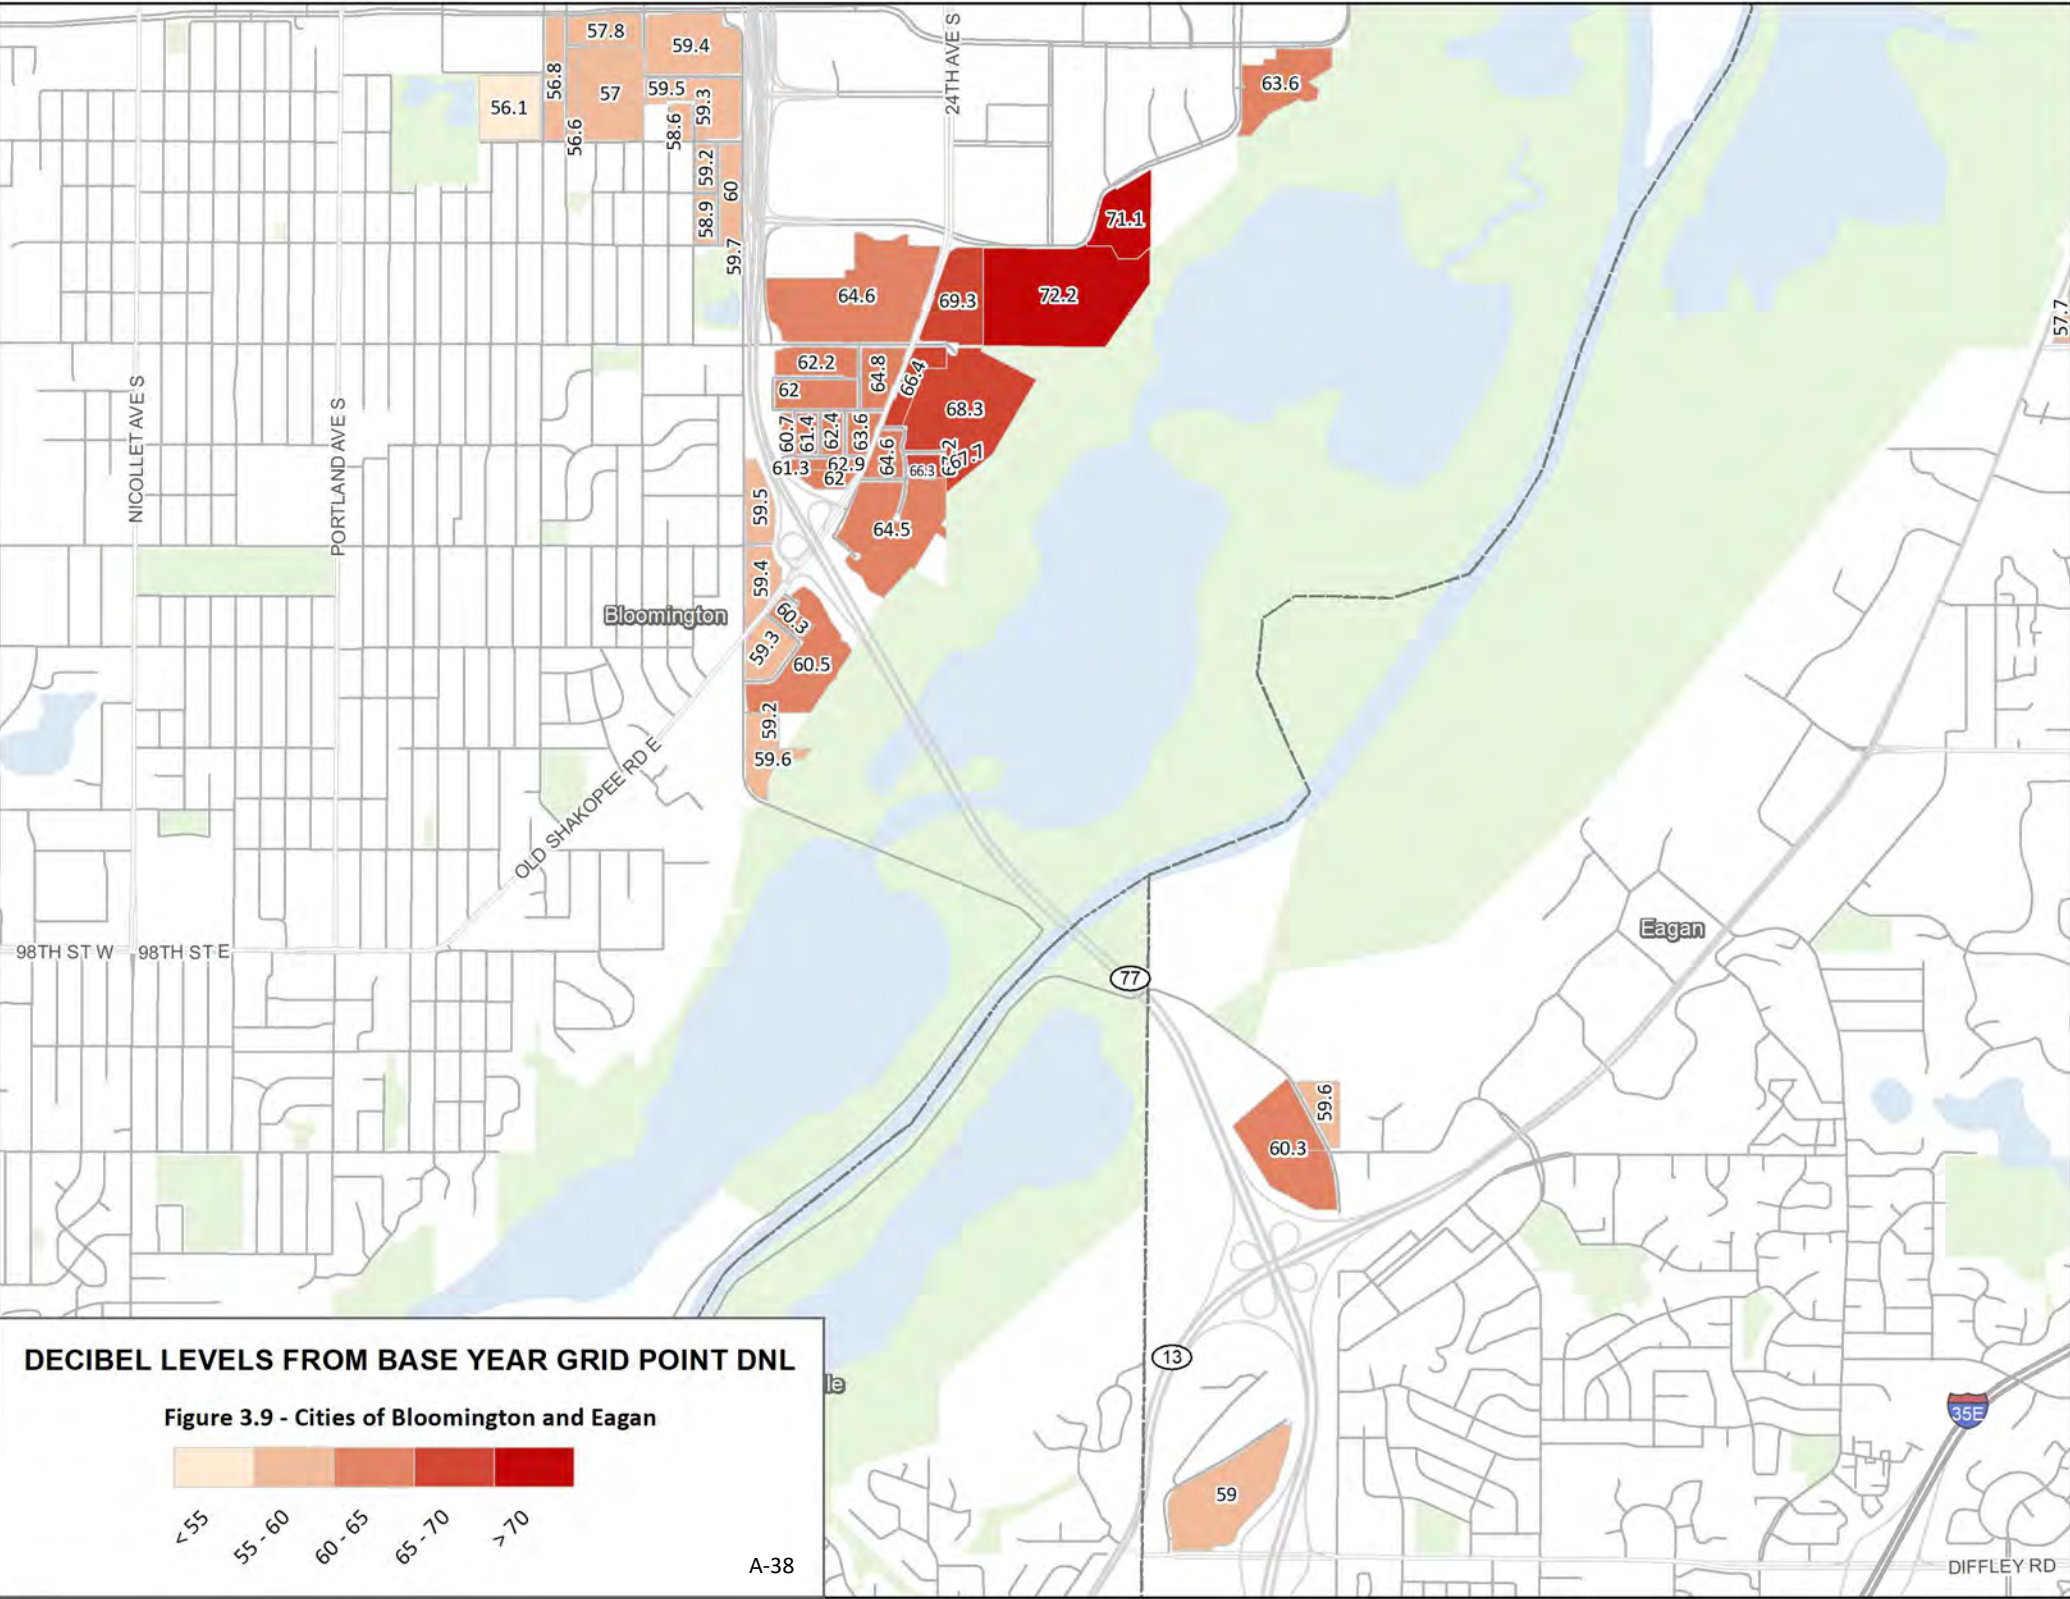 57.8
59.4
24TH AVE S
56.8
56.1
57
59.5
59.3
63.6
56.6
58.6
59.2
60
58.9
71.1
59.7
64.6
69.3
72.2
57.7
62.2
64.8
66.4
62
68.3
NICOLLET AVE S
PORTLAND AVE S
60.7
61.4
62.4
63.6
64.6
61.3
62.9
62
66.3
67.7
59.5
64.5
59.4
Bloomington
60.3
59.3
60.5
59.2
59.6
OLD SHAKOPEE RD E
Eagan
98TH ST W
98TH ST E
77
59.6
60.3
13
le
35E
59
DIFFLEY RD
DECIBEL LEVELS FROM BASE YEAR GRID POINT DNL
Figure 3.9 - Cities of Bloomington and Eagan
< 55
55 - 60
60 - 65
65 - 70
> 70
A-38